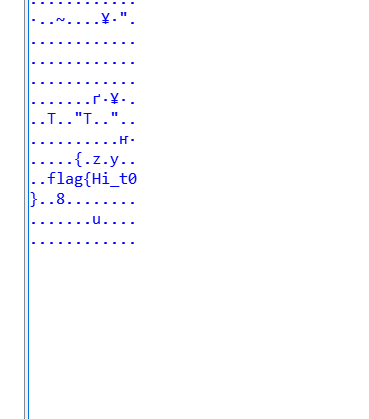 ............
·..~....¥·".
............
............
............
.......ґ·¥·.
..T.."T.."..
..........ҥ·
.....{.z.y..
..flag{Hi_t0
}..8........
.......u....
............